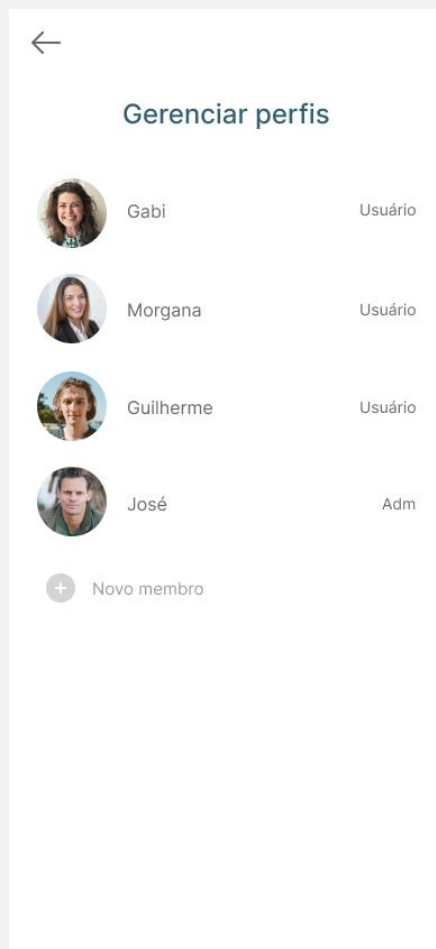 Gerenciar perfis
Gabi Usuário
Morgana Usuário
Guilherme Usuário
José Adm
Novo membro